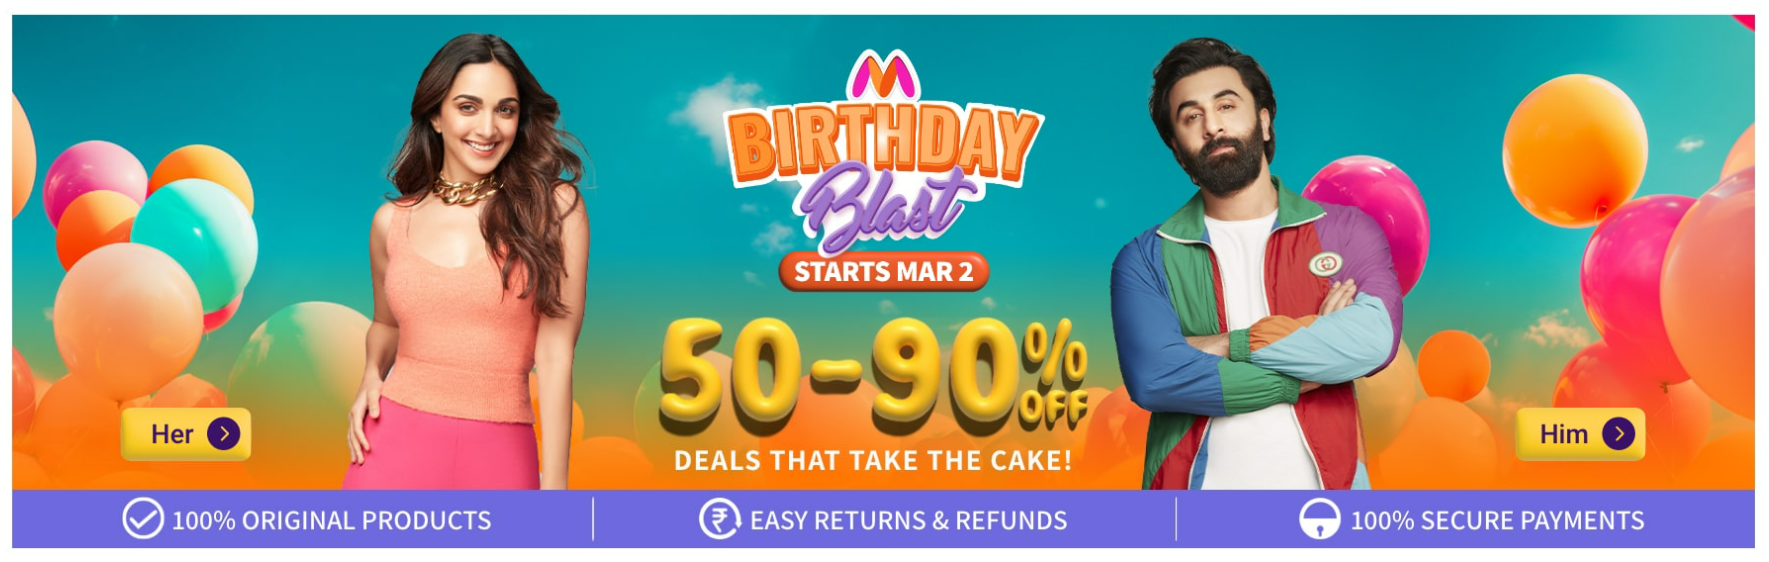 BIRTHDAY
Blast
STARTS MAR 2
50-90% OFF
DEALS THAT TAKE THE CAKE!
Her
Him
100% ORIGINAL PRODUCTS
EASY RETURNS & REFUNDS
100% SECURE PAYMENTS